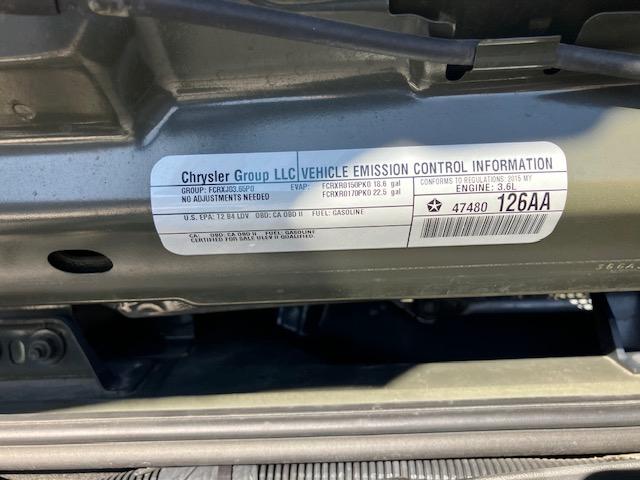 Chrysler Group LLC VEHICLE EMISSION CONTROL INFORMATION
GROUP: FCRXJ03.65P0 EVAP: FCRXR0150PK0 18.6 gal
FCRXR0170PK0 22.5 gal
NO ADJUSTMENTS NEEDED
CONFORMS TO REGULATIONS: 2015 MY
ENGINE: 3.6L
U.S. EPA: T2 B4 LDV OBD: CA OBD II FUEL: GASOLINE
47480 126AA
CA: OBD: CA OBD II FUEL: GASOLINE
CERTIFIED FOR SALE ULEV II QUALIFIED.